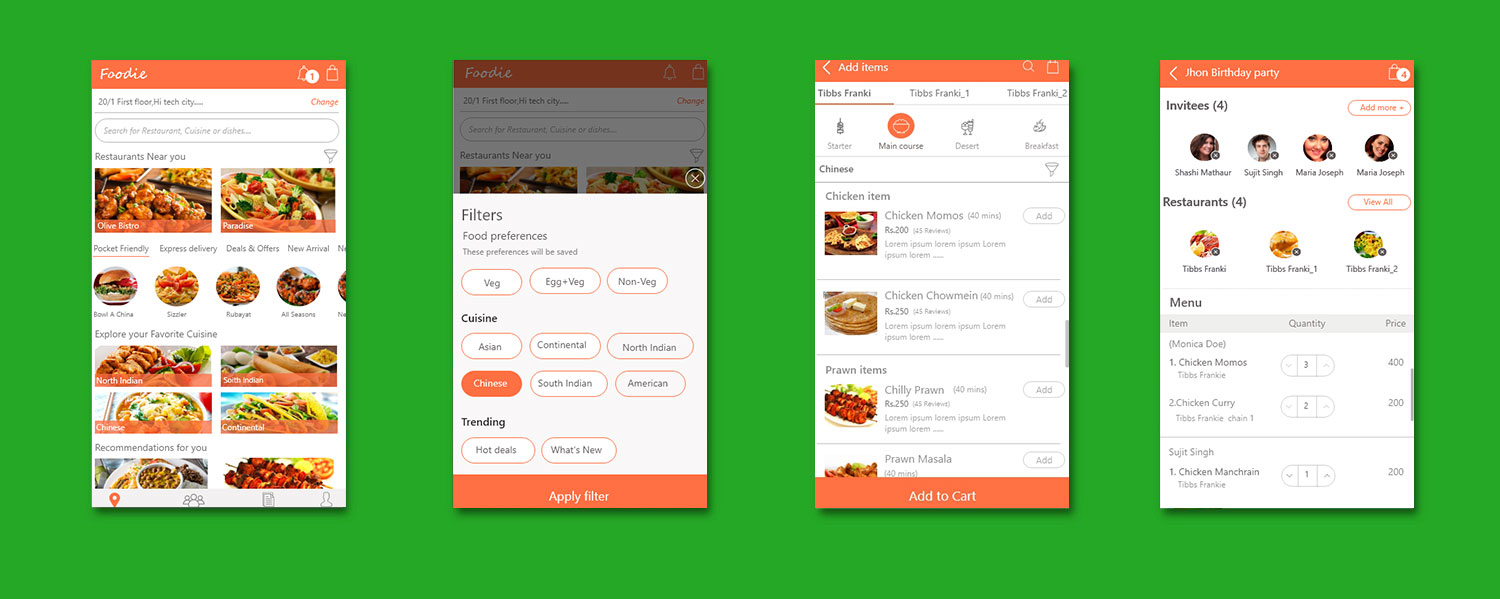 Foodie
1
20/1 First floor,Hi tech city.....
Change
Search for Restaurant, Cuisine or dishes....
Restaurants Near you
Olive Bistro
Paradise
Pocket Friendly
Express delivery
Deals & Offers
New Arrival
Ne
Bowl A China
Sizzler
Rubayat
All Seasons
Ne
Explore your Favorite Cuisine
North Indian
Soith Indian
Chinese
Continental
Recommendations for you
Foodie
20/1 First floor,Hi tech city.....
Change
Search for Restaurant, Cuisine or dishes....
Restaurants Near you
Filters
Food preferences
These preferences will be saved
Veg
Egg+Veg
Non-Veg
Cuisine
Asian
Continental
North Indian
Chinese
South Indian
American
Trending
Hot deals
What's New
Apply filter
Add items
Tibbs Franki
Tibbs Franki_1
Tibbs Franki_2
Starter
Main course
Desert
Breakfast
Chinese
Chicken item
Chicken Momos (40 mins)
Add
Rs.200 (45 Reviews)
Lorem ipsum lorem ipsum Lorem
ipsum lorem ......
Chicken Chowmein (40 mins)
Add
Rs.250 (45 Reviews)
Lorem ipsum lorem ipsum Lorem
ipsum lorem ......
Prawn items
Chilly Prawn (40 mins)
Add
Rs.250 (45 Reviews)
Lorem ipsum lorem ipsum Lorem
ipsum lorem ......
Prawn Masala
Add
(40 mins)
Add to Cart
Jhon Birthday party
4
Invitees (4)
Add more +
Shashi Mathaur
Sujit Singh
Maria Joseph
Maria Joseph
Restaurants (4)
View All
Tibbs Franki
Tibbs Franki_1
Tibbs Franki_2
Menu
Item Quantity Price
(Monica Doe)
1. Chicken Momos 3 400
Tibbs Frankie
2.Chicken Curry 2 200
Tibbs Frankie chain 1
Sujit Singh
1. Chicken Manchrain 1 200
Tibbs Frankie